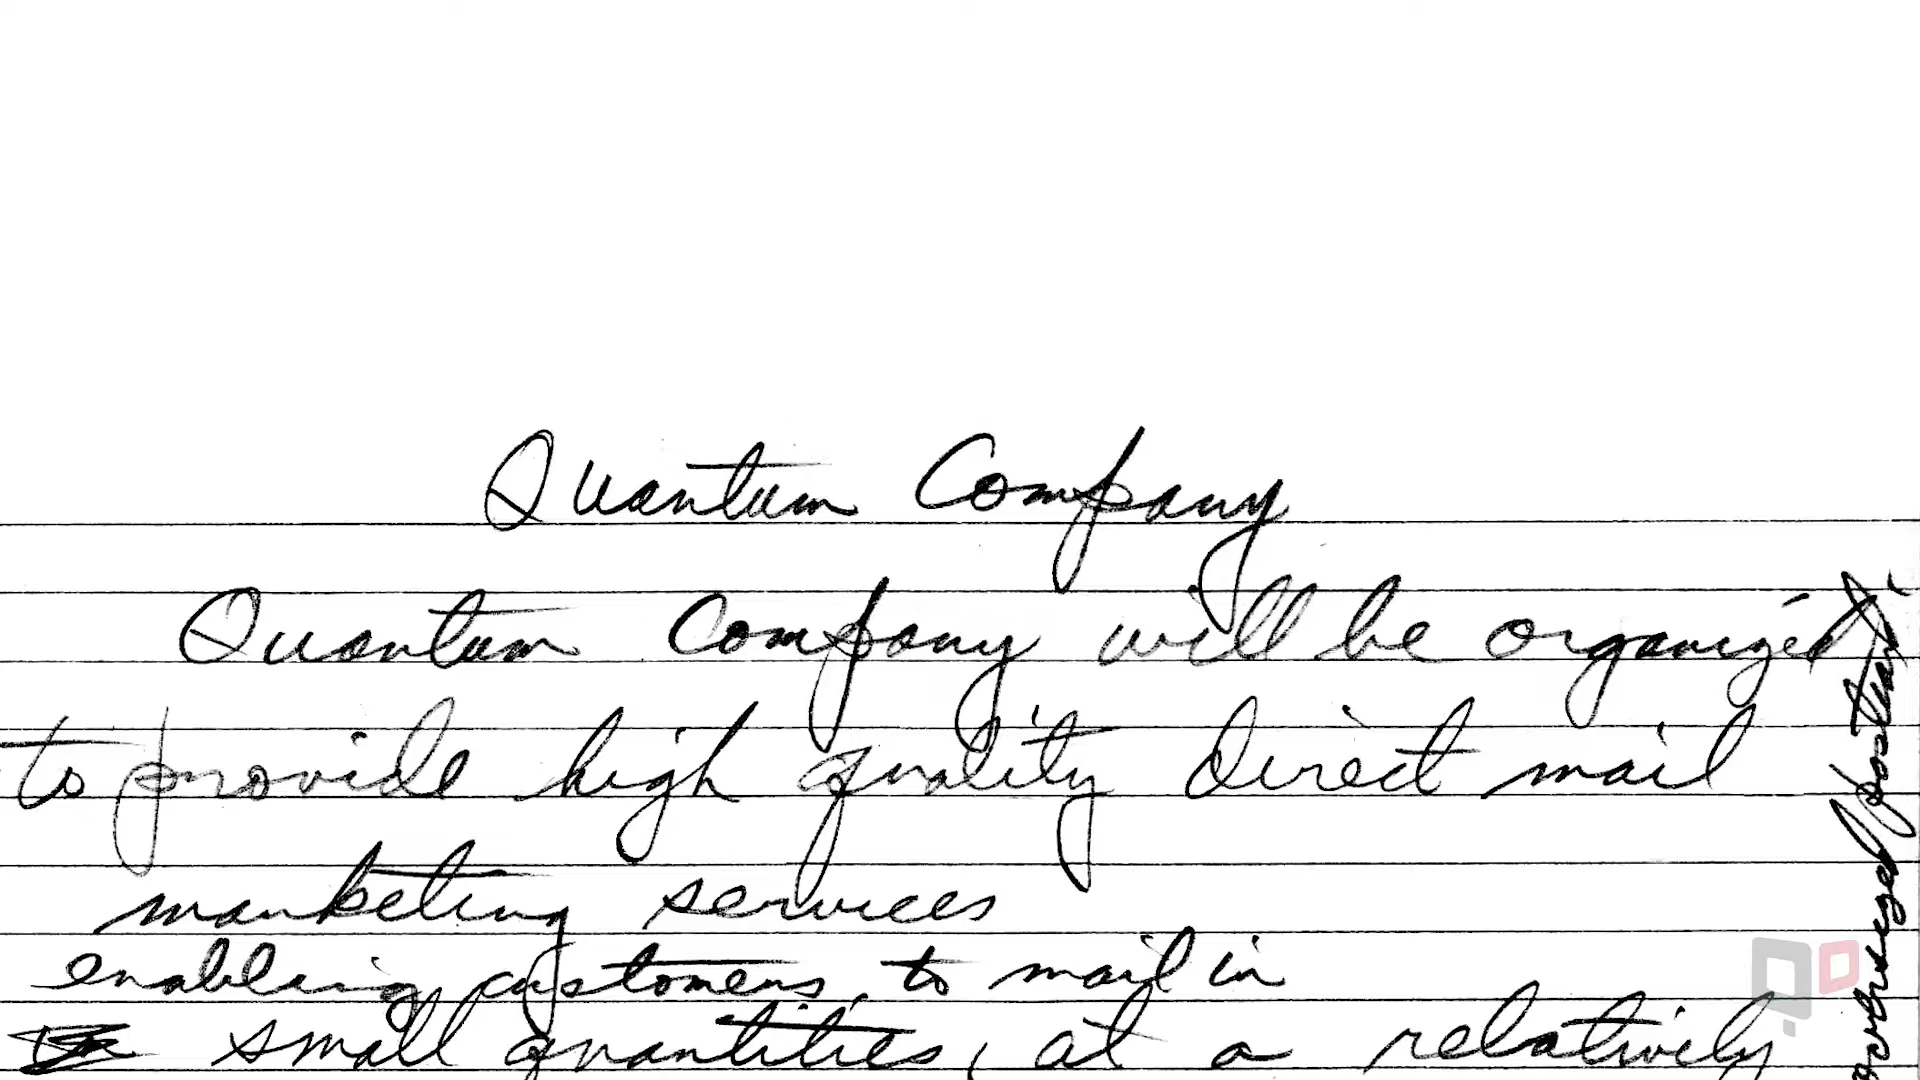 Quantum Company
Quantum Company will be organized
to provide high quality direct mail
marketing services
enabling customers to mail in
small quantities, at a relatively
postcard